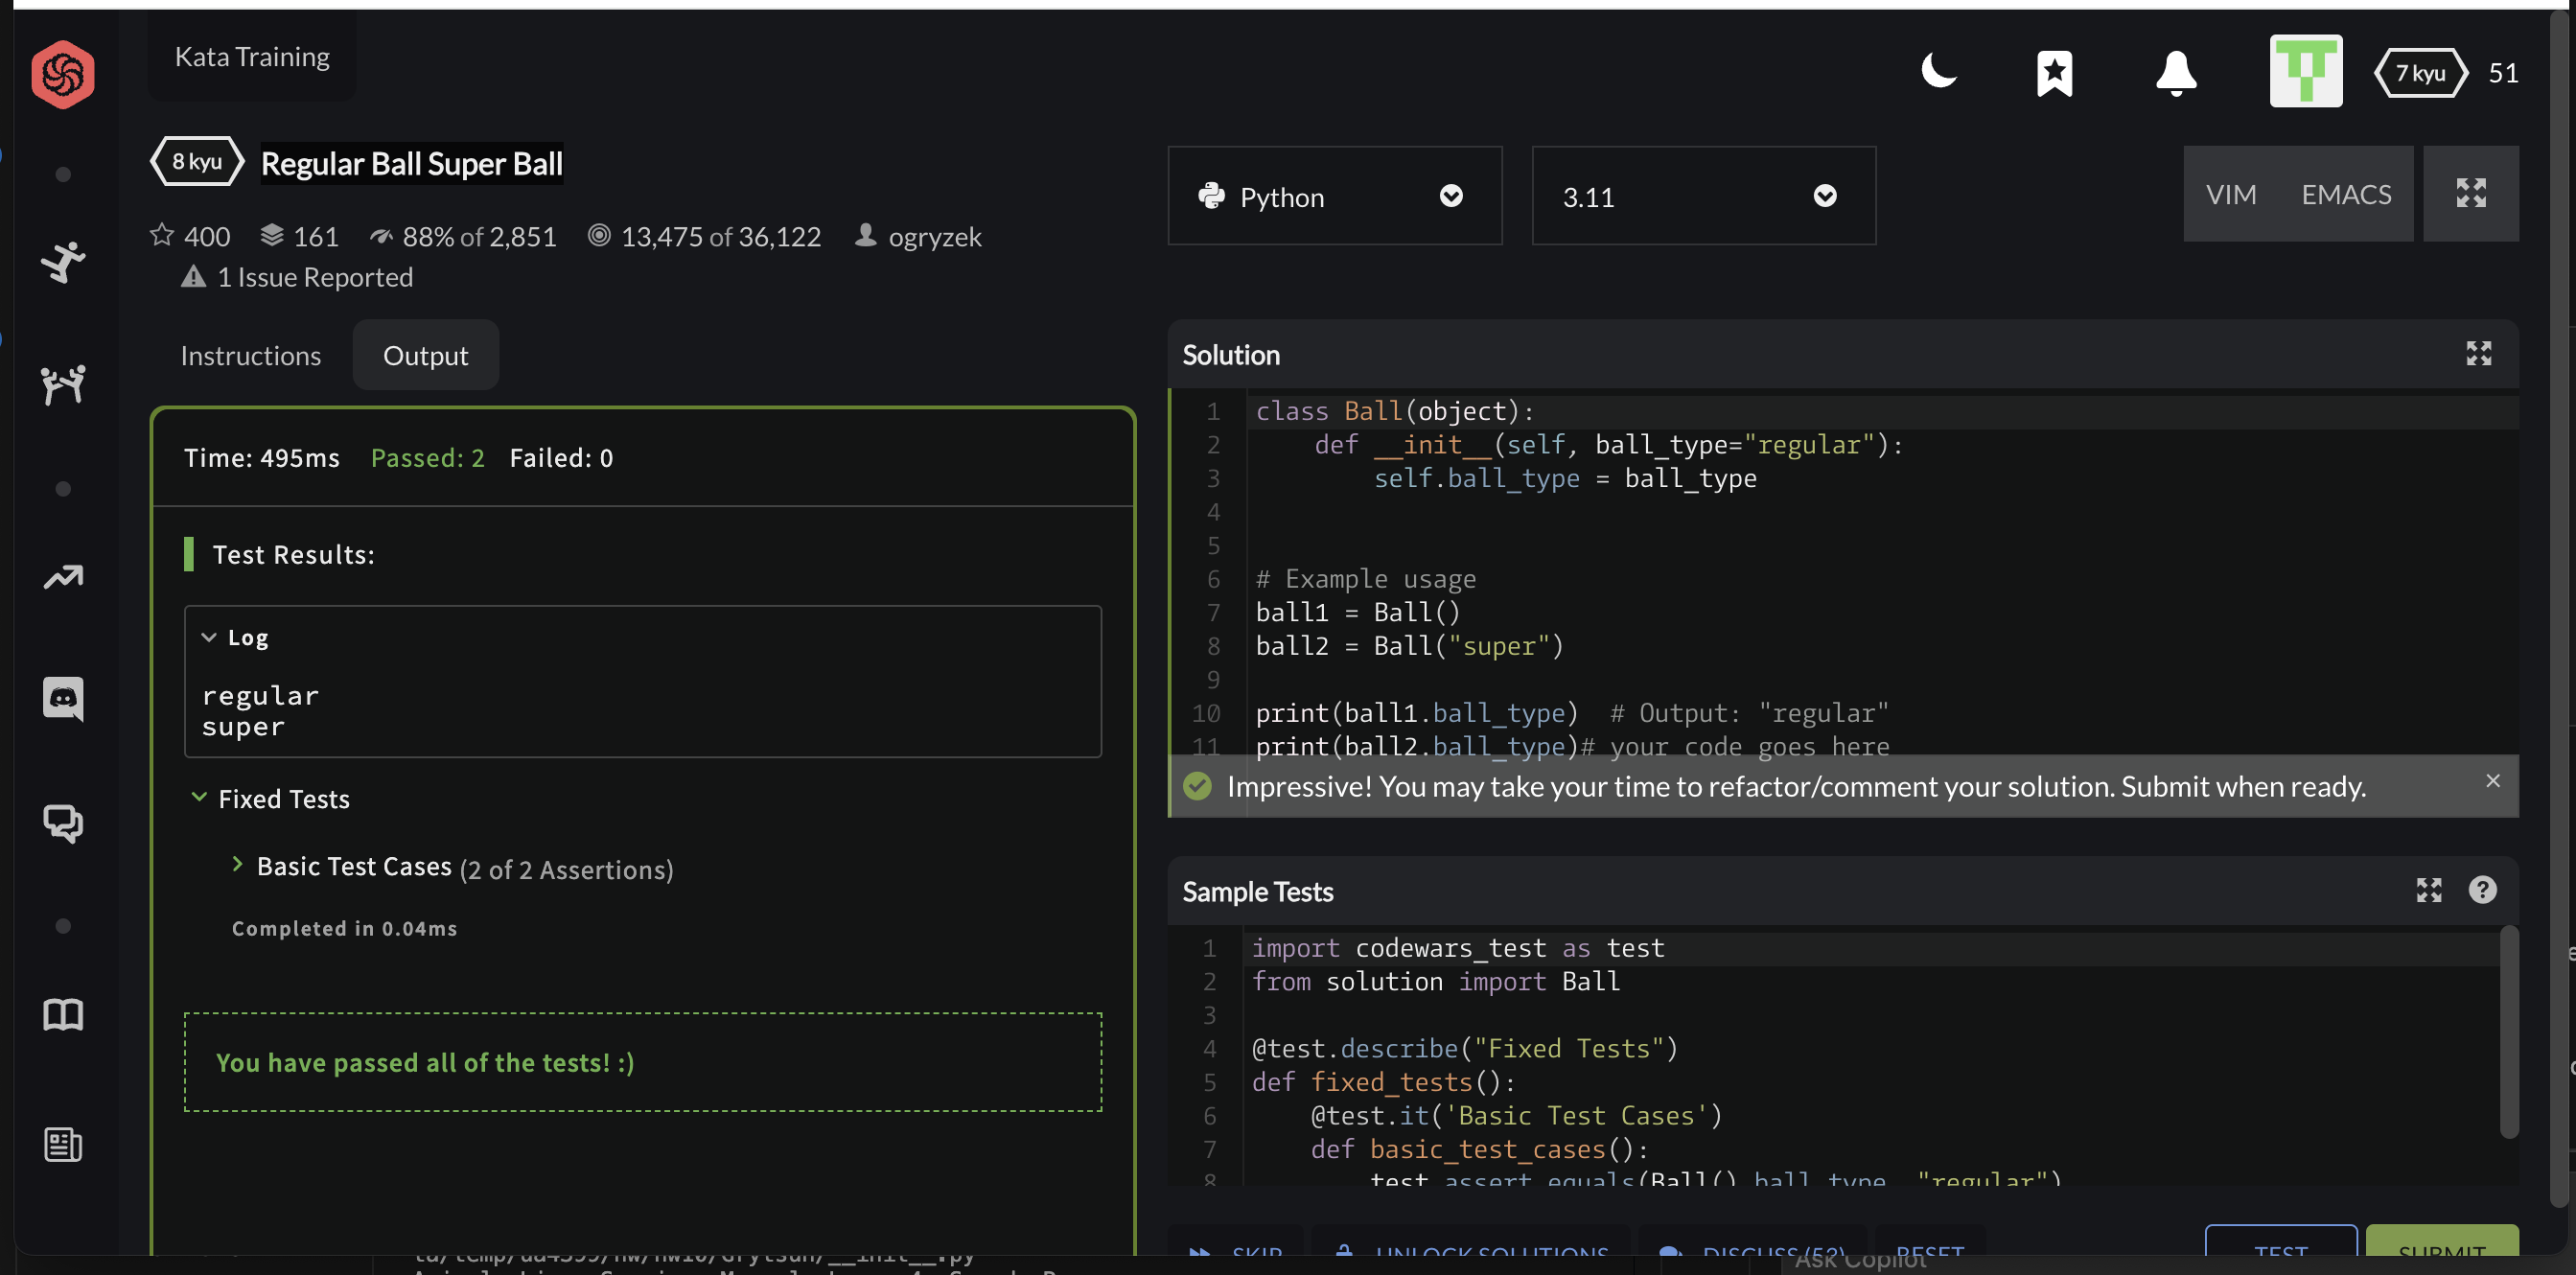 Kata Training
7 kyu 51
8 kyu Regular Ball Super Ball
400 161 88% of 2,851 13,475 of 36,122 ogryzek
1 Issue Reported
Python
3.11
VIM EMACS
Instructions Output
Time: 495ms Passed: 2 Failed: 0
Test Results:
Log
regular
super
Fixed Tests
Basic Test Cases (2 of 2 Assertions)
Completed in 0.04ms
You have passed all of the tests! :)
Solution
1 class Ball(object):
2 def __init__(self, ball_type="regular"):
3 self.ball_type = ball_type
4
5
6 # Example usage
7 ball1 = Ball()
8 ball2 = Ball("super")
9
10 print(ball1.ball_type) # Output: "regular"
11 print(ball2.ball_type)# your code goes here
Impressive! You may take your time to refactor/comment your solution. Submit when ready.
Sample Tests
1 import codewars_test as test
2 from solution import Ball
3
4 @test.describe("Fixed Tests")
5 def fixed_tests():
6 @test.it('Basic Test Cases')
7 def basic_test_cases():
8 test.assert_equals(Ball().ball_type, "regular")
SKIP UNLOCK SOLUTIONS DISCUSS (53) RESET TEST SUBMIT
Ask Copilot